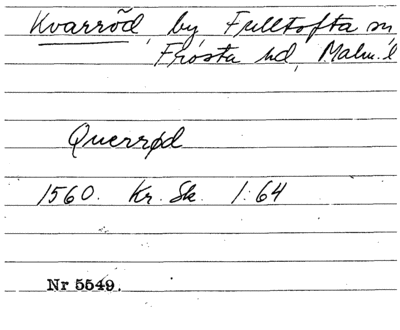 Kvarröd, by, Fulltofta sn
Frosta hd, Malm. l
Querrød
1560. Kr. Sk. 1:64
Nr 5549.